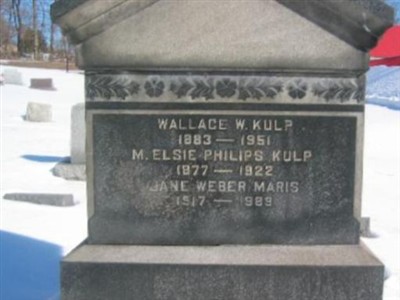 WALLACE W. KULP
1883 — 1951
M. ELSIE PHILIPS KULP
1877 — 1922
JANE WEBER MARIS
1917 — 1989